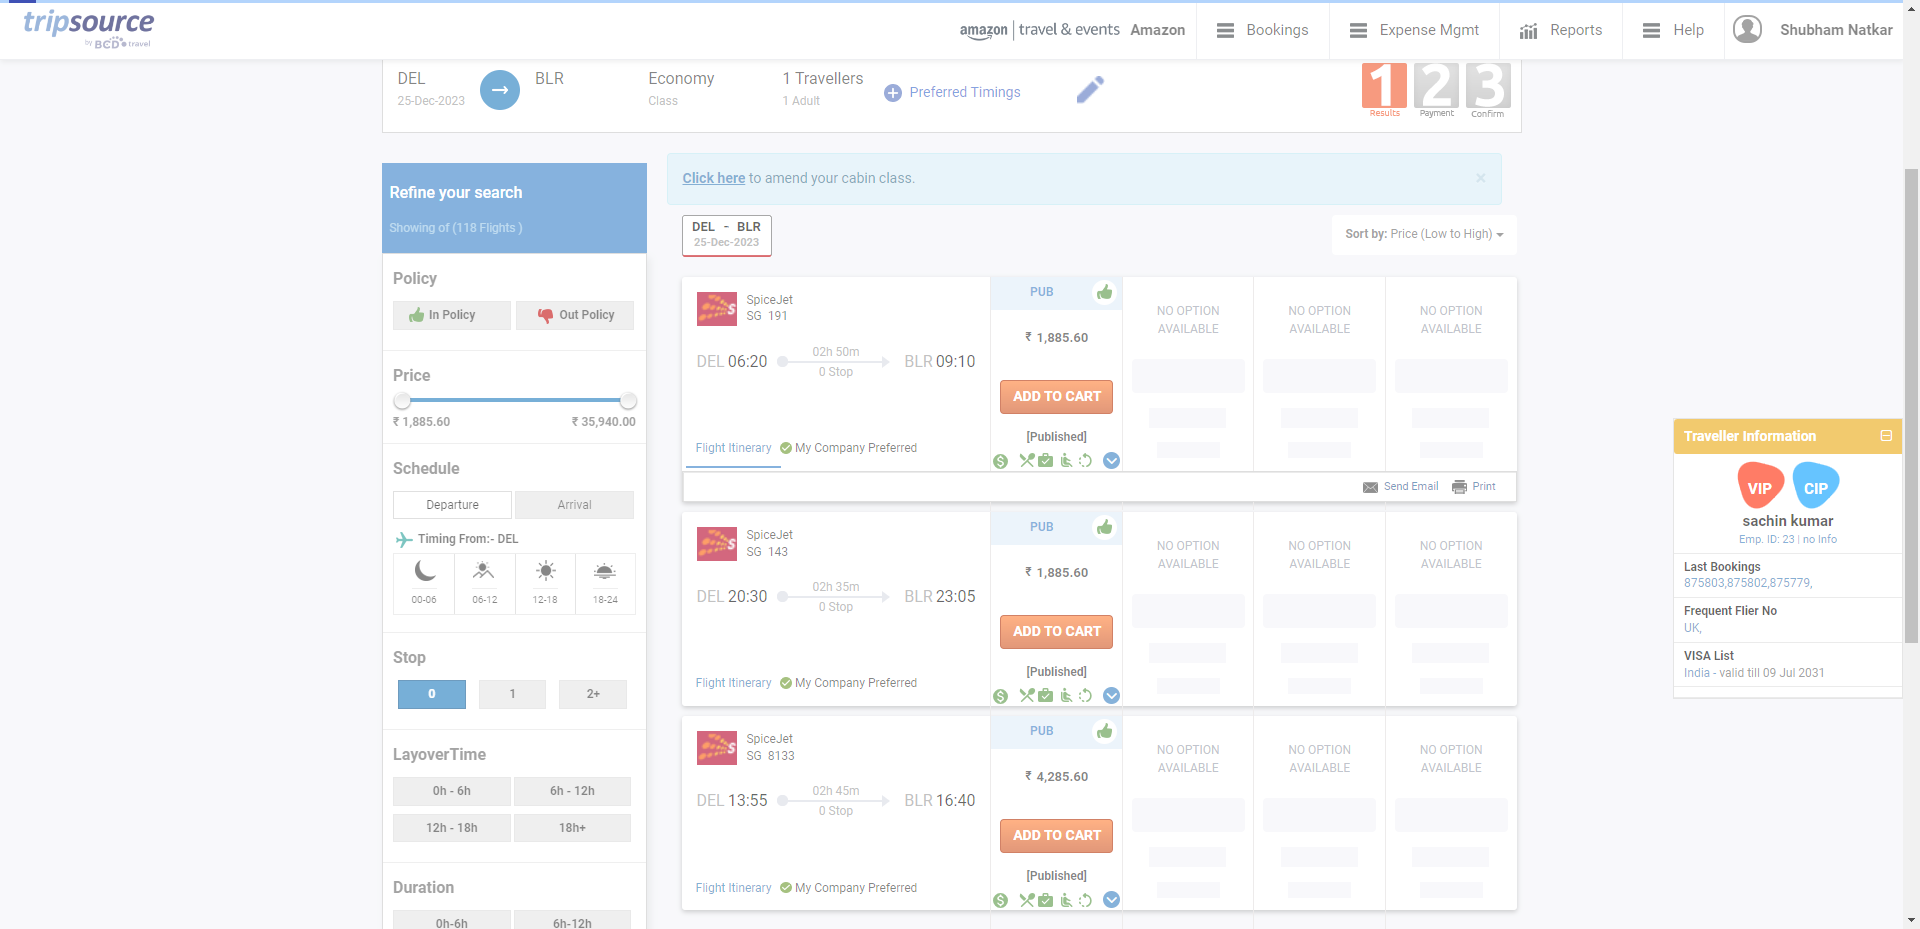 tripsource
by BCD travel
amazon travel & events Amazon
Bookings
Expense Mgmt
Reports
Help
Shubham Natkar
DEL
25-Dec-2023
BLR
Economy
Class
1 Travellers
1 Adult
Preferred Timings
1 2 3
Results Payment Confirm
Refine your search
Showing of (118 Flights )
Policy
In Policy Out Policy
Price
₹ 1,885.60 ₹ 35,940.00
Schedule
Departure Arrival
Timing From:- DEL
00-06 06-12 12-18 18-24
Stop
0 1 2+
LayoverTime
0h - 6h 6h - 12h
12h - 18h 18h+
Duration
0h-6h 6h-12h
Click here to amend your cabin class. ×
DEL - BLR
25-Dec-2023
Sort by: Price (Low to High)
S
SpiceJet
SG 191
DEL 06:20
02h 50m
0 Stop
BLR 09:10
Flight Itinerary My Company Preferred
PUB
₹ 1,885.60
ADD TO CART
[Published]
NO OPTION
AVAILABLE
NO OPTION
AVAILABLE
NO OPTION
AVAILABLE
Send Email Print
S
SpiceJet
SG 143
DEL 20:30
02h 35m
0 Stop
BLR 23:05
Flight Itinerary My Company Preferred
PUB
₹ 1,885.60
ADD TO CART
[Published]
NO OPTION
AVAILABLE
NO OPTION
AVAILABLE
NO OPTION
AVAILABLE
S
SpiceJet
SG 8133
DEL 13:55
02h 45m
0 Stop
BLR 16:40
Flight Itinerary My Company Preferred
PUB
₹ 4,285.60
ADD TO CART
[Published]
NO OPTION
AVAILABLE
NO OPTION
AVAILABLE
NO OPTION
AVAILABLE
Traveller Information
VIP CIP
sachin kumar
Emp. ID: 23 | no Info
Last Bookings
875803,875802,875779,
Frequent Flier No
UK,
VISA List
India - valid till 09 Jul 2031